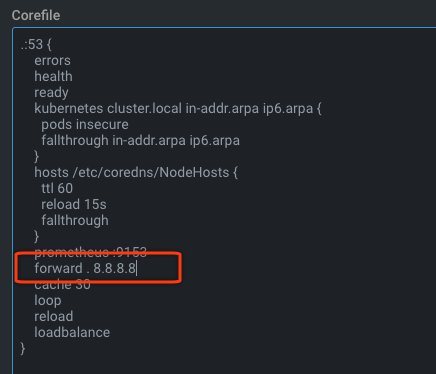 Corefile
.:53 {
errors
health
ready
kubernetes cluster.local in-addr.arpa ip6.arpa {
pods insecure
fallthrough in-addr.arpa ip6.arpa
}
hosts /etc/coredns/NodeHosts {
ttl 60
reload 15s
fallthrough
}
prometheus :9153
forward . 8.8.8.8
cache 30
loop
reload
loadbalance
}